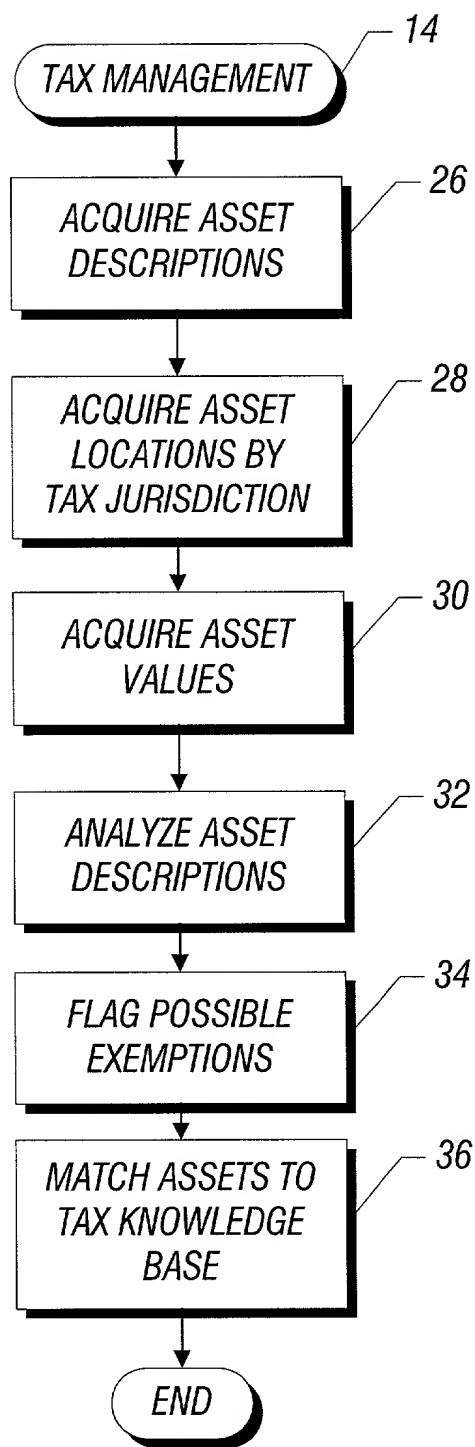 14
TAX MANAGEMENT
26
ACQUIRE ASSET
DESCRIPTIONS
28
ACQUIRE ASSET
LOCATIONS BY
TAX JURISDICTION
30
ACQUIRE ASSET
VALUES
32
ANALYZE ASSET
DESCRIPTIONS
34
FLAG POSSIBLE
EXEMPTIONS
36
MATCH ASSETS TO
TAX KNOWLEDGE
BASE
END